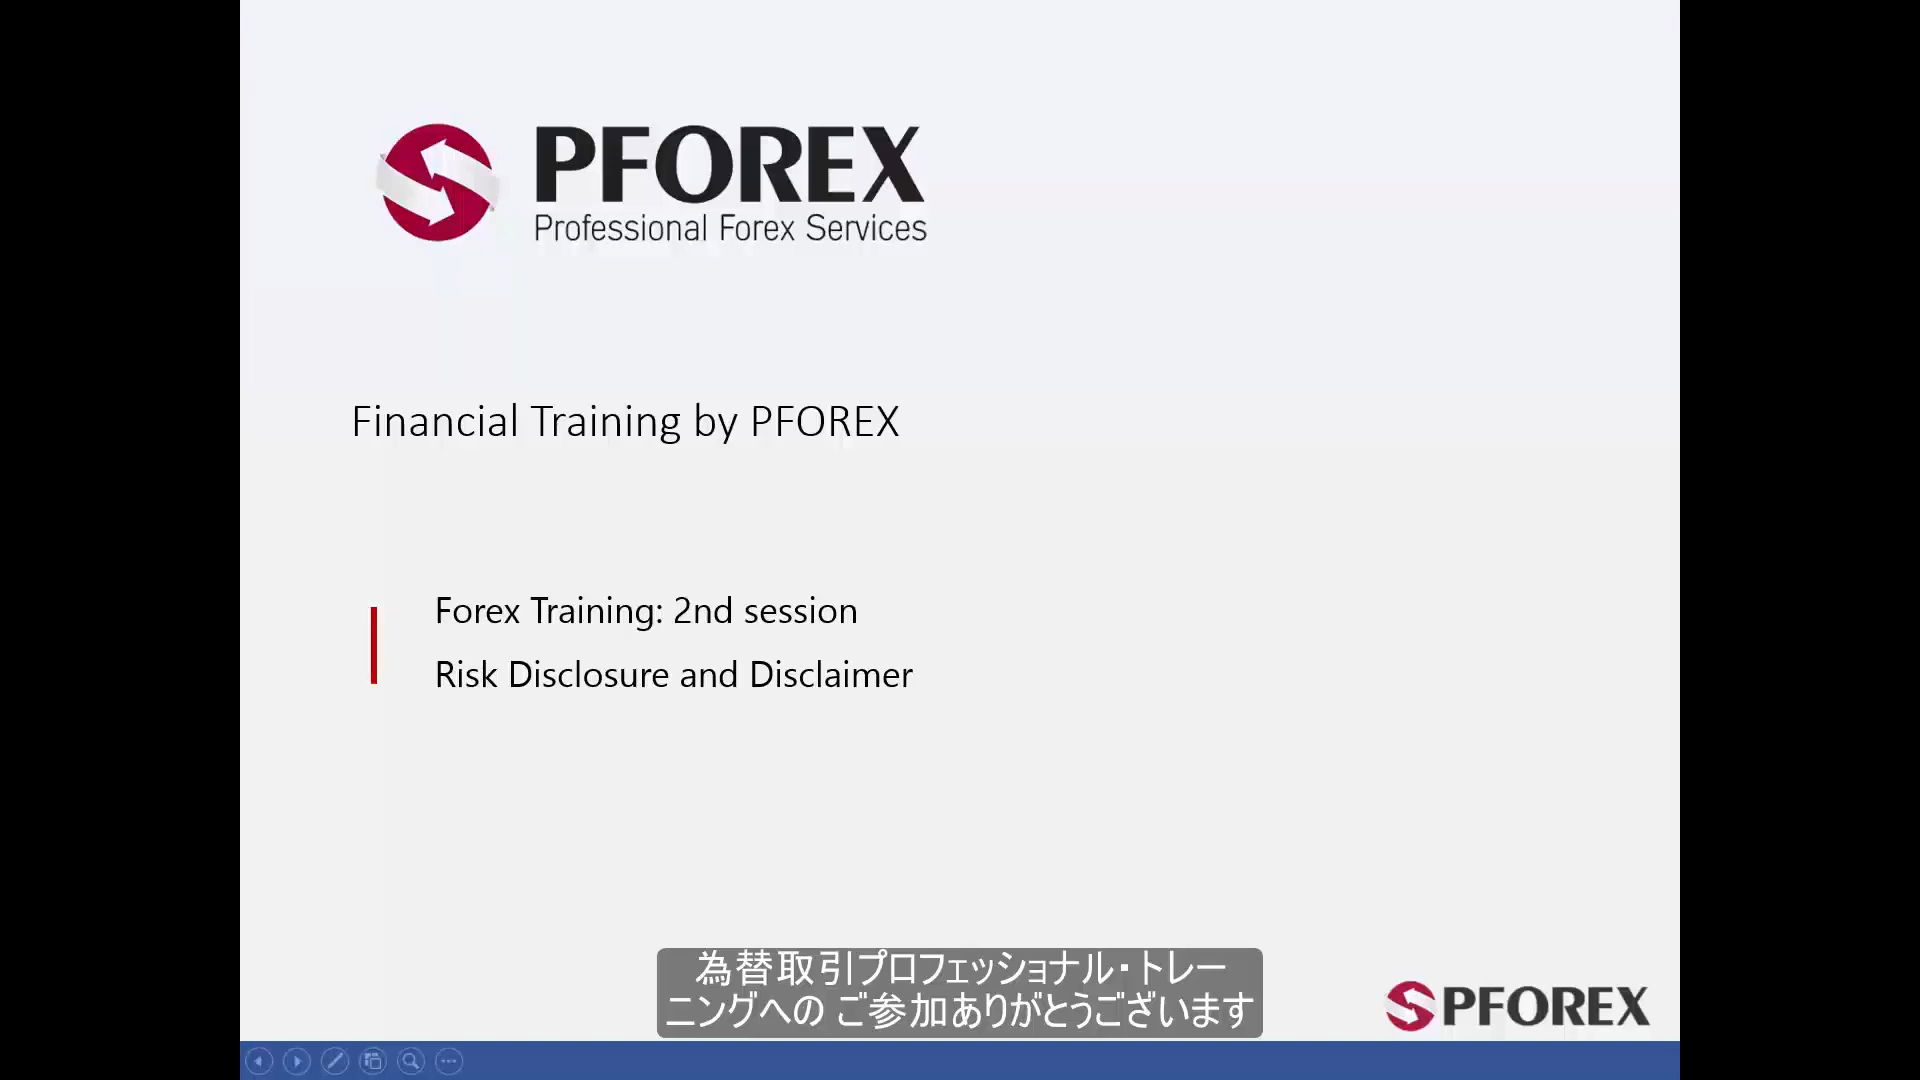 PFOREX
Professional Forex Services
Financial Training by PFOREX
Forex Training: 2nd session
Risk Disclosure and Disclaimer
為替取引プロフェッショナル・トレー
ニングへの ご参加ありがとうございます
PFOREX